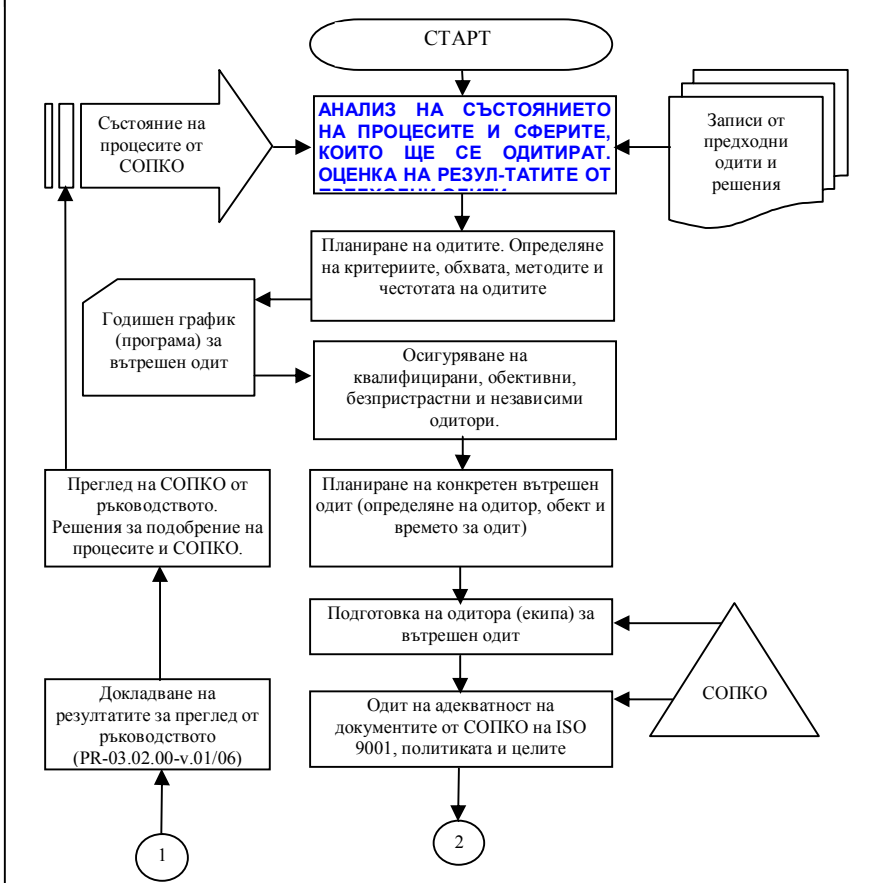 СТАРТ
Състояние на
процесите от
СОПКО
АНАЛИЗ НА СЪСТОЯНИЕТО
НА ПРОЦЕСИТЕ И СФЕРИТЕ,
КОИТО ЩЕ СЕ ОДИТИРАТ.
ОЦЕНКА НА РЕЗУЛ-ТАТИТЕ ОТ
Записи от
предходни
одити и
решения
Планиране на одитите. Определяне
на критериите, обхвата, методите и
честотата на одитите
Годишен график
(програма) за
вътрешен одит
Осигуряване на
квалифицирани, обективни,
безпристрастни и независими
одитори.
Преглед на СОПКО от
ръководството.
Решения за подобрение на
процесите и СОПКО.
Планиране на конкретен вътрешен
одит (определяне на одитор, обект и
времето за одит)
Подготовка на одитора (екипа) за
вътрешен одит
СОПКО
Докладване на
резултатите за преглед от
ръководството
(PR-03.02.00-v.01/06)
Одит на адекватност на
документите от СОПКО на ISO
9001, политиката и целите
1
2